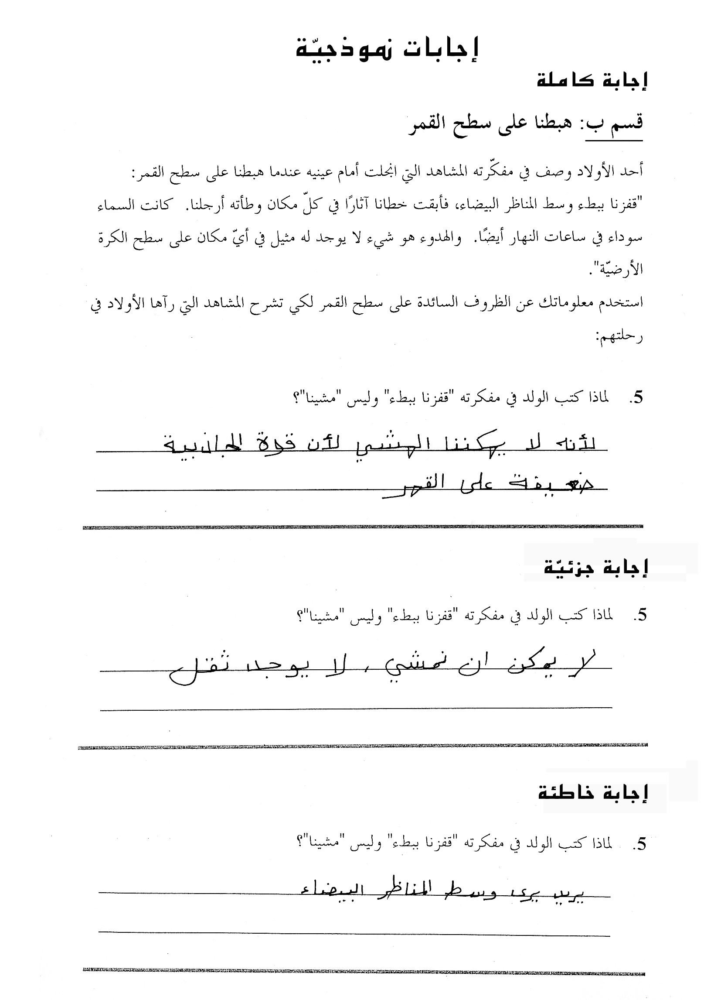 إجابات نموذجيّة
إجابة كاملة
قسم ب: هبطنا على سطح القمر
أحد الأولاد وصف في مفكّرته المشاهد التي انجلت أمام عينيه عندما هبطنا على سطح القمر:
"قفزنا ببطء وسط المناظر البيضاء، فأبقت خطانا آثارًا في كلّ مكان وطأته أرجلنا. كانت السماء
سوداء في ساعات النهار أيضًا. والهدوء هو شيء لا يوجد له مثيل في أيّ مكان على سطح الكرة
الأرضيّة".
استخدم معلوماتك عن الظروف السائدة على سطح القمر لكي تشرح المشاهد التي رآها الأولاد في
رحلتهم:
5. لماذا كتب الولد في مفكرته "قفزنا ببطء" وليس "مشينا"؟
لأنه لا يمكننا المشي لأن قوة الجاذبية
ضعيفة على القمر
إجابة جزئيّة
5. لماذا كتب الولد في مفكرته "قفزنا ببطء" وليس "مشينا"؟
لا يمكن ان نمشي، لا يوجد ثقل
إجابة خاطئة
5. لماذا كتب الولد في مفكرته "قفزنا ببطء" وليس "مشينا"؟
يريد يرى وسط المناظر البيضاء